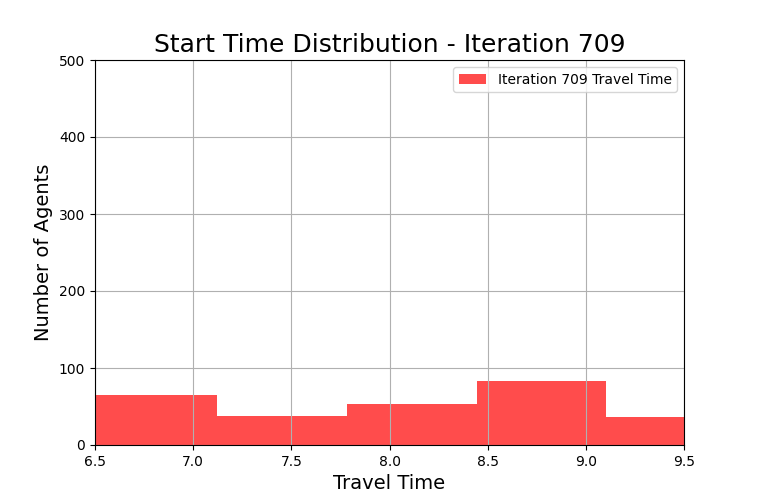 Start Time Distribution - Iteration 709
500
400
300
200
100
0
Number of Agents
Iteration 709 Travel Time
6.5 7.0 7.5 8.0 8.5 9.0 9.5
Travel Time